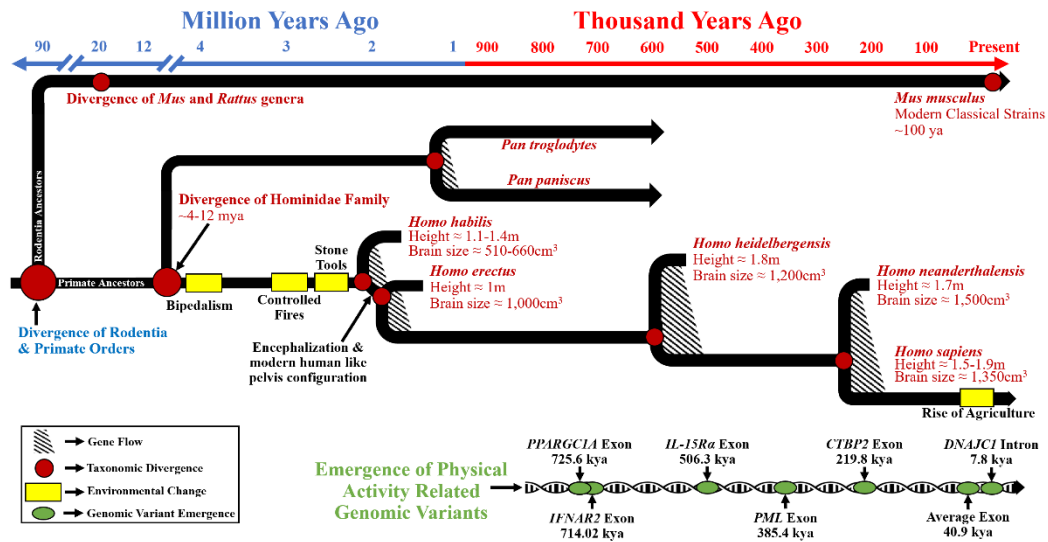 Million Years Ago
Thousand Years Ago
90 20 12 4 3 2 1 900 800 700 600 500 400 300 200 100 Present
Divergence of Mus and Rattus genera
Mus musculus
Modern Classical Strains
~100 ya
Rodentia Ancestors
Pan troglodytes
Pan paniscus
Divergence of Hominidae Family
~4-12 mya
Primate Ancestors
Divergence of Rodentia
& Primate Orders
Bipedalism
Controlled
Fires
Stone
Tools
Homo habilis
Height ≈ 1.1-1.4m
Brain size ≈ 510-660cm³
Homo erectus
Height ≈ 1m
Brain size ≈ 1,000cm³
Encephalization &
modern human like
pelvis configuration
Homo heidelbergensis
Height ≈ 1.8m
Brain size ≈ 1,200cm³
Homo neanderthalensis
Height ≈ 1.7m
Brain size ≈ 1,500cm³
Homo sapiens
Height ≈ 1.5-1.9m
Brain size ≈ 1,350cm³
Rise of Agriculture
Gene Flow
Taxonomic Divergence
Environmental Change
Genomic Variant Emergence
Emergence of Physical
Activity Related
Genomic Variants
PPARGC1A Exon
725.6 kya
IL-15Rα Exon
506.3 kya
CTBP2 Exon
219.8 kya
DNAJC1 Intron
7.8 kya
IFNAR2 Exon
714.02 kya
PML Exon
385.4 kya
Average Exon
40.9 kya